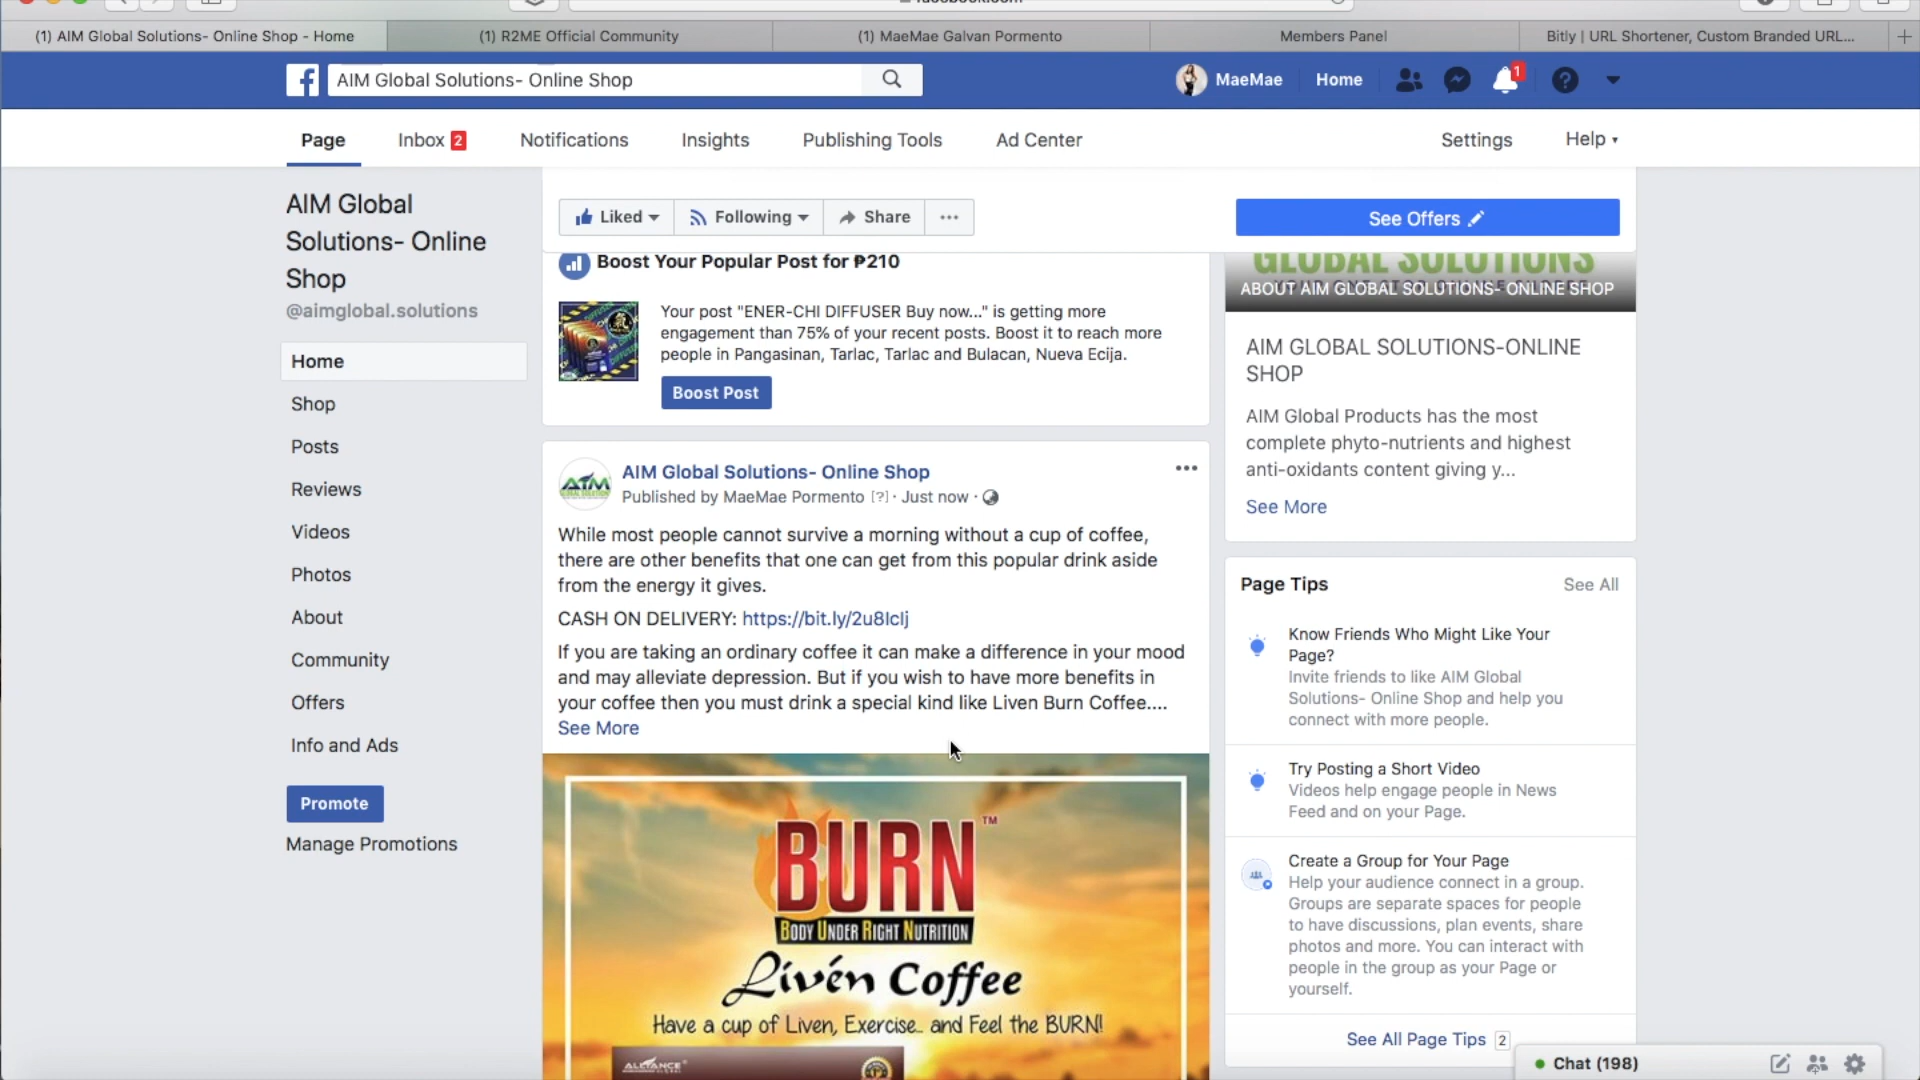 (1) AIM Global Solutions- Online Shop - Home
(1) R2ME Official Community
(1) MaeMae Galvan Pormento
Members Panel
Bitly | URL Shortener, Custom Branded URL...
AIM Global Solutions- Online Shop
MaeMae
Home
1
Page
Inbox 2
Notifications
Insights
Publishing Tools
Ad Center
Settings
Help
AIM Global
Solutions- Online
Shop
@aimglobal.solutions
Home
Shop
Posts
Reviews
Videos
Photos
About
Community
Offers
Info and Ads
Promote
Manage Promotions
Liked
Following
Share
See Offers
Boost Your Popular Post for ₱210
Your post "ENER-CHI DIFFUSER Buy now..." is getting more
engagement than 75% of your recent posts. Boost it to reach more
people in Pangasinan, Tarlac, Tarlac and Bulacan, Nueva Ecija.
Boost Post
AIM Global Solutions- Online Shop
Published by MaeMae Pormento [?] · Just now ·
While most people cannot survive a morning without a cup of coffee,
there are other benefits that one can get from this popular drink aside
from the energy it gives.
CASH ON DELIVERY: https://bit.ly/2u8Iclj
If you are taking an ordinary coffee it can make a difference in your mood
and may alleviate depression. But if you wish to have more benefits in
your coffee then you must drink a special kind like Liven Burn Coffee....
See More
BURN™
BODY UNDER RIGHT NUTRITION
Livén Coffee
Have a cup of Liven, Exercise.. and Feel the BURN!
ALLIANCE
GLOBAL SOLUTIONS
ABOUT AIM GLOBAL SOLUTIONS- ONLINE SHOP
AIM GLOBAL SOLUTIONS-ONLINE
SHOP
AIM Global Products has the most
complete phyto-nutrients and highest
anti-oxidants content giving y...
See More
Page Tips
See All
Know Friends Who Might Like Your
Page?
Invite friends to like AIM Global
Solutions- Online Shop and help you
connect with more people.
Try Posting a Short Video
Videos help engage people in News
Feed and on your Page.
Create a Group for Your Page
Help your audience connect in a group.
Groups are separate spaces for people
to have discussions, plan events, share
photos and more. You can interact with
people in the group as your Page or
yourself.
See All Page Tips 2
Chat (198)